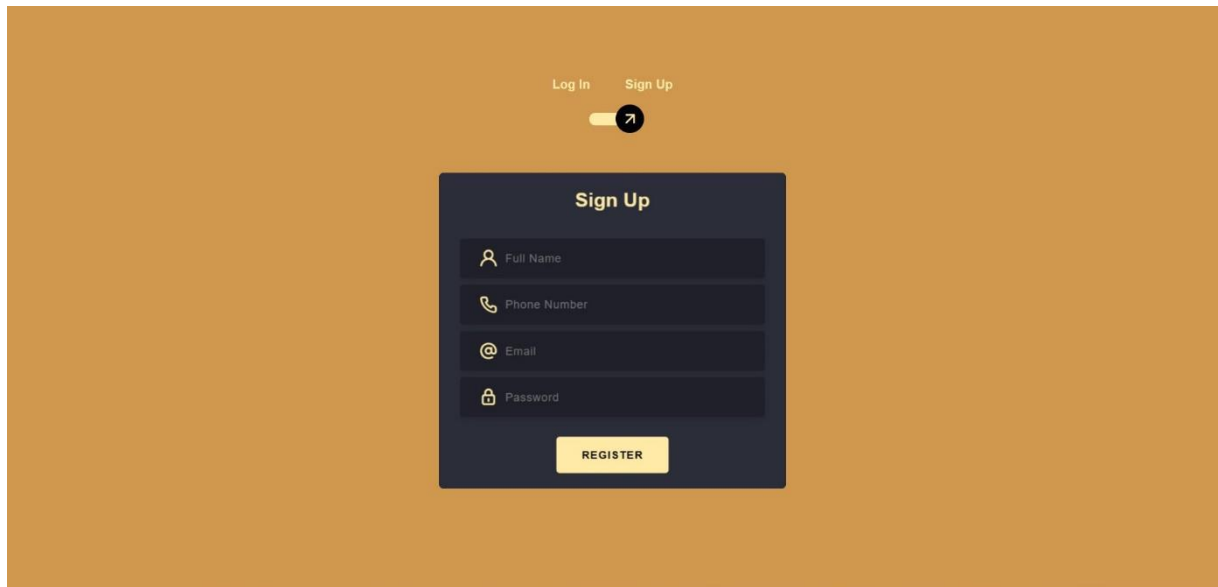 Log In Sign Up
Sign Up
Full Name
Phone Number
Email
Password
REGISTER